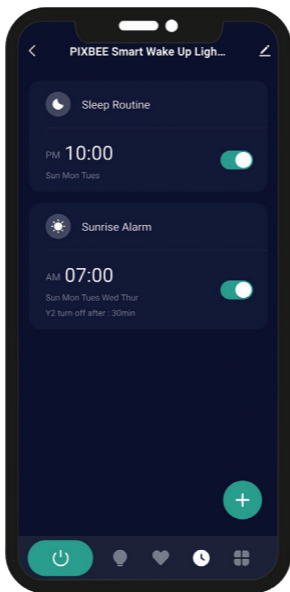 PIXBEE Smart Wake Up Ligh...
Sleep Routine
PM 10:00
Sun Mon Tues
Sunrise Alarm
AM 07:00
Sun Mon Tues Wed Thur
Y2 turn off after : 30min